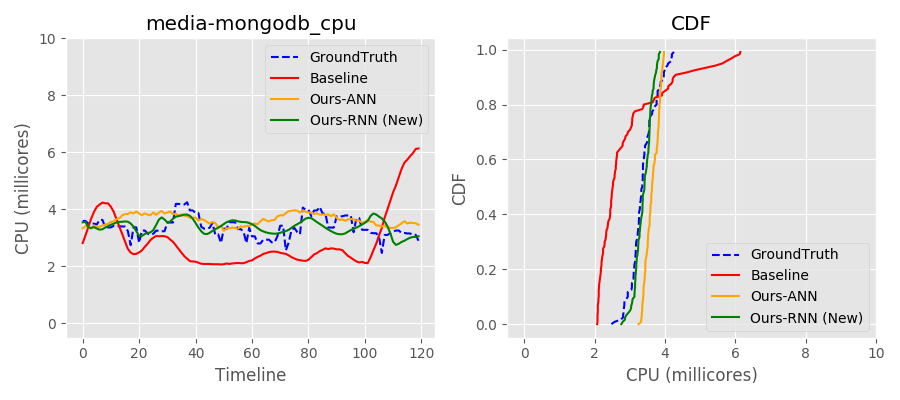 media-mongodb_cpu
10
8
6
4
2
0
CPU (millicores)
0 20 40 60 80 100 120
Timeline
GroundTruth
Baseline
Ours-ANN
Ours-RNN (New)
CDF
1.0
0.8
0.6
0.4
0.2
0.0
CDF
0 2 4 6 8 10
CPU (millicores)
GroundTruth
Baseline
Ours-ANN
Ours-RNN (New)